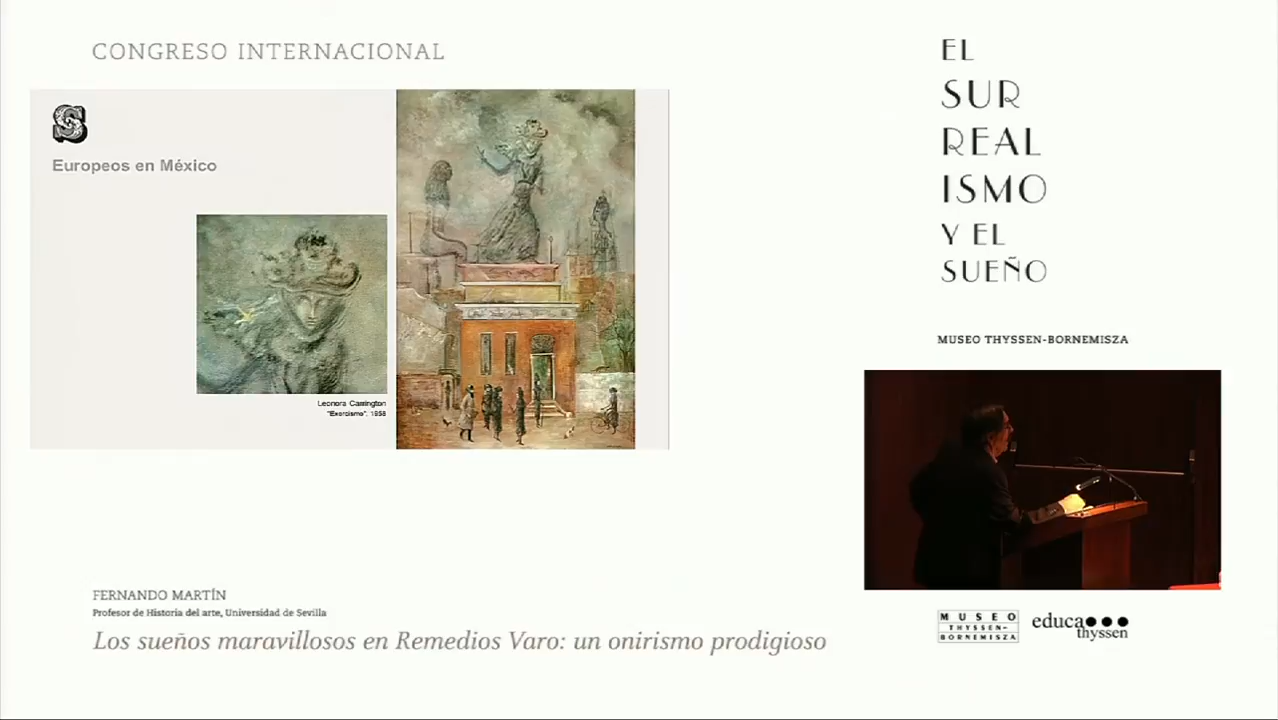 CONGRESO INTERNACIONAL
S
Europeos en México
Leonora Carrington
"Exorcismo". 1958
EL
SUR
REAL
ISMO
Y EL
SUEÑO
MUSEO THYSSEN-BORNEMISZA
FERNANDO MARTÍN
Profesor de Historia del arte, Universidad de Sevilla
Los sueños maravillosos en Remedios Varo: un onirismo prodigioso
MUSEO
THYSSEN-
BORNEMISZA
educa
thyssen